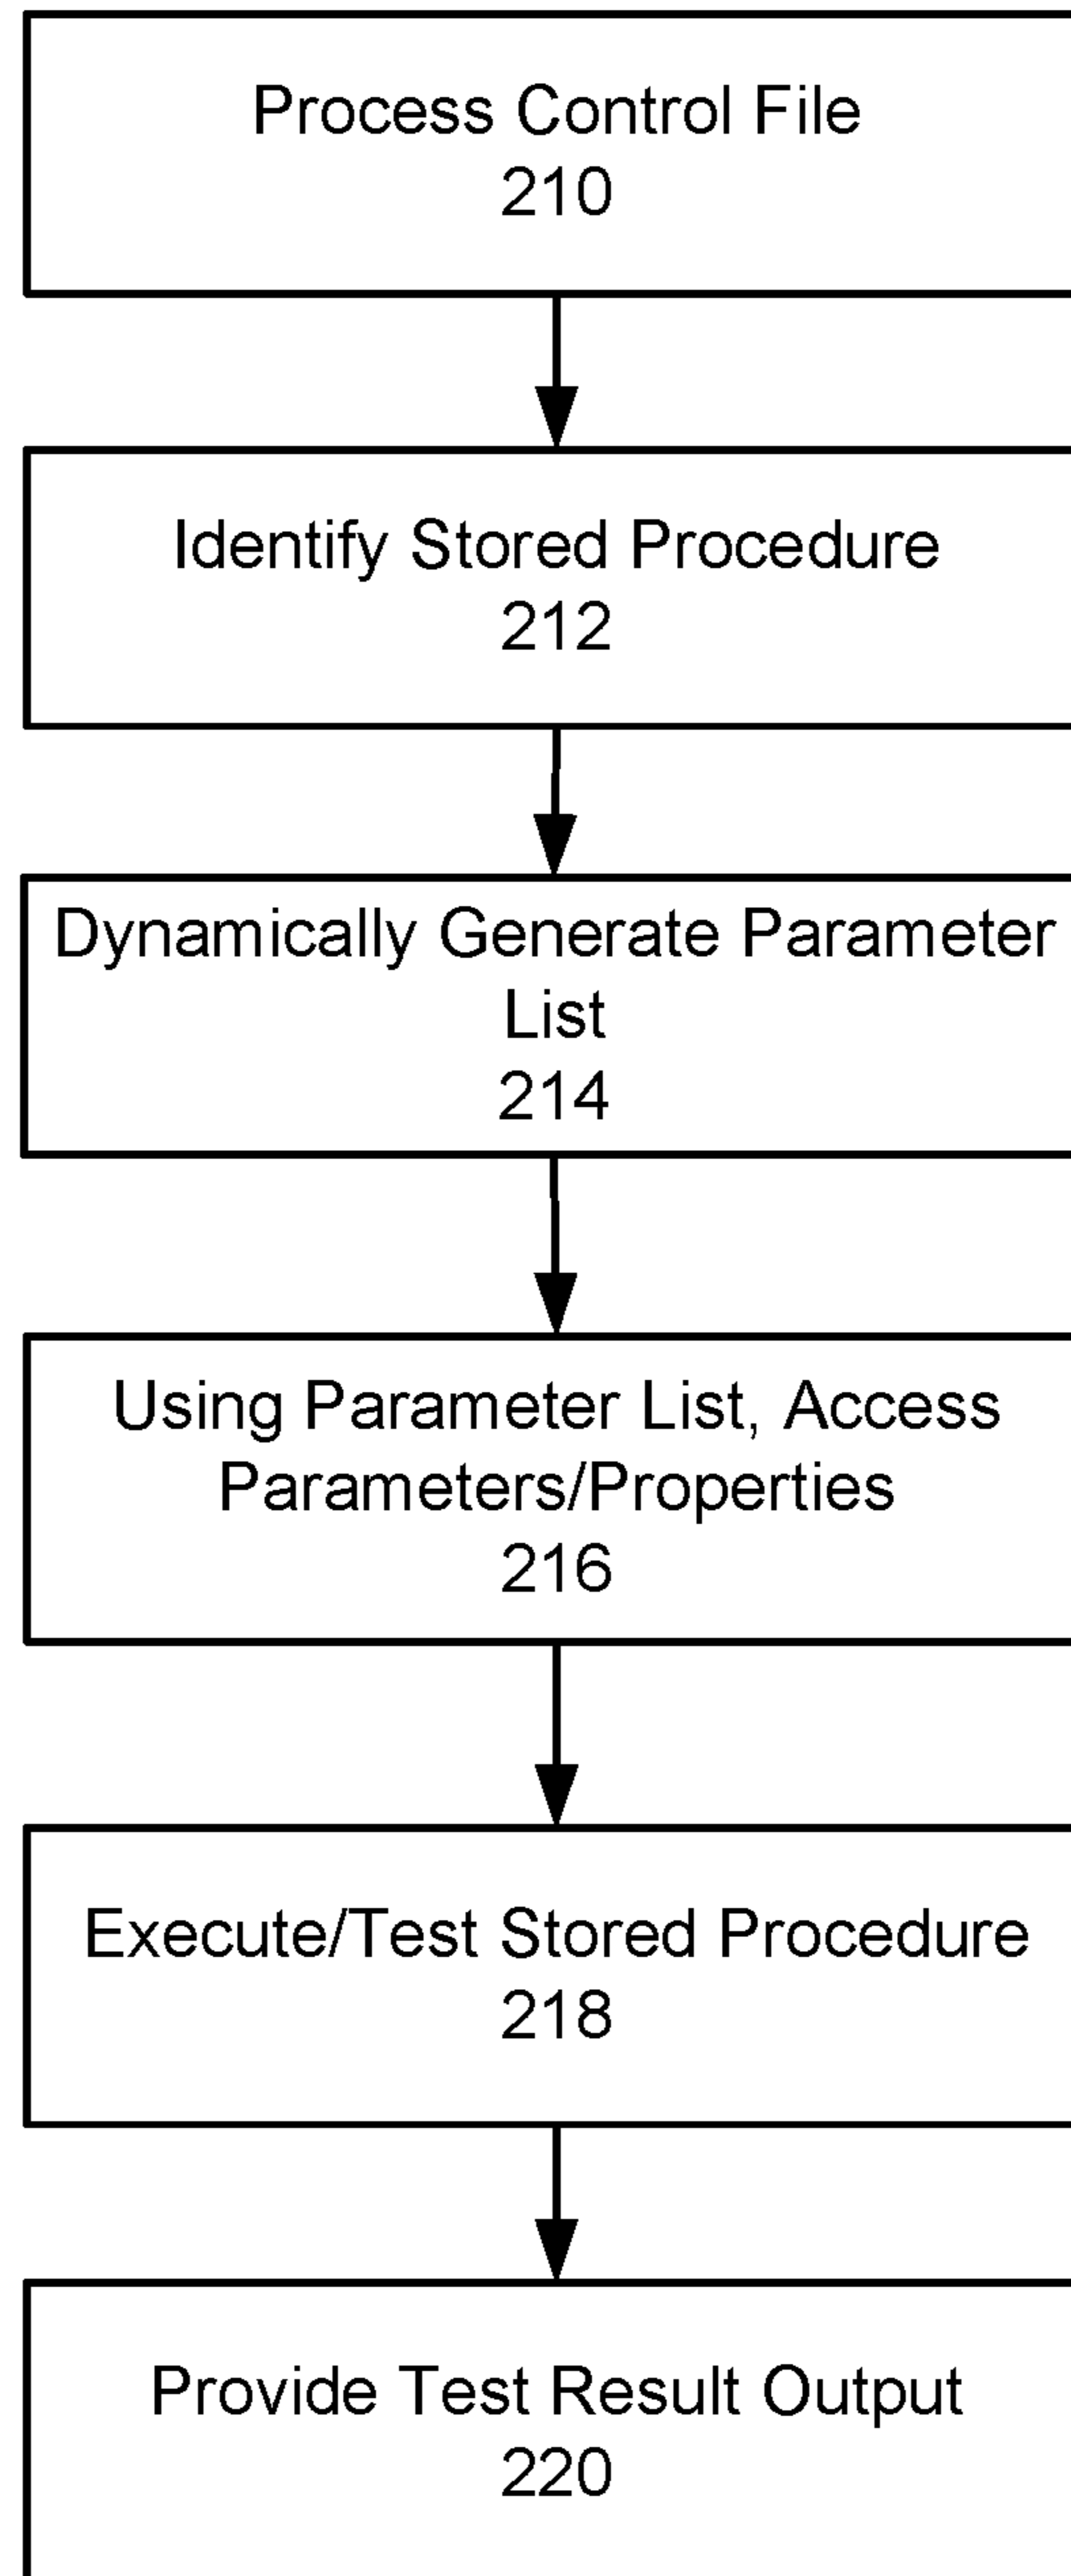 Process Control File
210
Identify Stored Procedure
212
Dynamically Generate Parameter
List
214
Using Parameter List, Access
Parameters/Properties
216
Execute/Test Stored Procedure
218
Provide Test Result Output
220